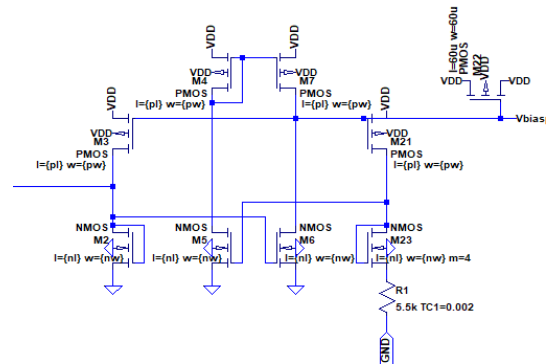 VDD
VDD
M4
VDD
PMOS
l={pl} w={pw}
VDD
M7
VDD
PMOS
l={pl} w={pw}
l=60u w=60u
PMOS
M22
VDD
VDD
VDD
Vbiasp
VDD
VDD
M3
PMOS
l={pl} w={pw}
VDD
VDD
M21
PMOS
l={pl} w={pw}
NMOS
M2
l={nl} w={nw}
NMOS
M5
l={nl} w={nw}
NMOS
M6
l={nl} w={nw}
NMOS
M23
l={nl} w={nw} m=4
R1
5.5k TC1=0.002
GND